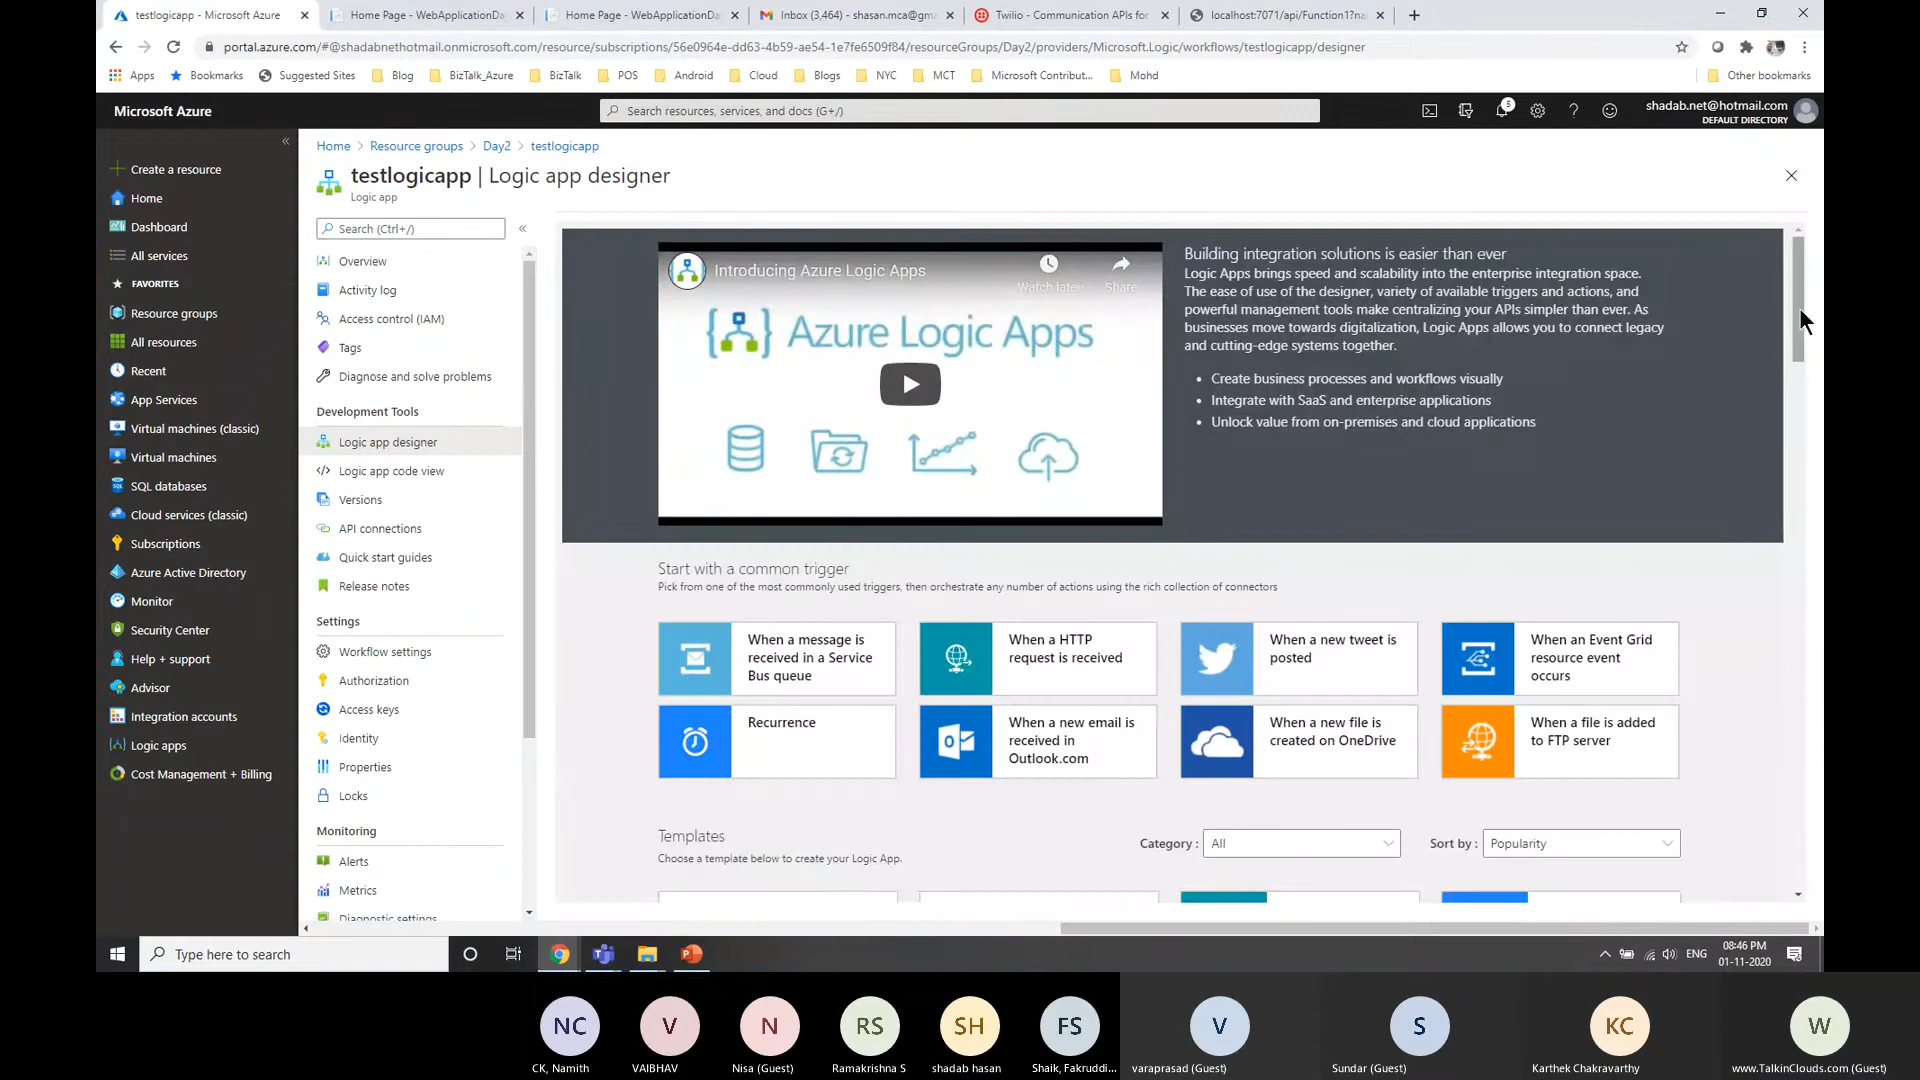 testlogicapp - Microsoft Azure
Home Page - WebApplicationDa
Home Page - WebApplicationDa
Inbox (3,464) - shasan.mca@gm
Twilio - Communication APIs for
localhost:7071/api/Function1?na
portal.azure.com/#@shadabnethotmail.onmicrosoft.com/resource/subscriptions/56e0964e-dd63-4b59-ae54-1e7fe6509f84/resourceGroups/Day2/providers/Microsoft.Logic/workflows/testlogicapp/designer
Apps Bookmarks Suggested Sites Blog BizTalk_Azure BizTalk POS Android Cloud Blogs NYC MCT Microsoft Contribut... Mohd Other bookmarks
Microsoft Azure
Search resources, services, and docs (G+/)
5
shadab.net@hotmail.com
DEFAULT DIRECTORY
Create a resource
Home
Dashboard
All services
FAVORITES
Resource groups
All resources
Recent
App Services
Virtual machines (classic)
Virtual machines
SQL databases
Cloud services (classic)
Subscriptions
Azure Active Directory
Monitor
Security Center
Help + support
Advisor
Integration accounts
Logic apps
Cost Management + Billing
Home > Resource groups > Day2 > testlogicapp
testlogicapp | Logic app designer
Logic app
Search (Ctrl+/)
Overview
Activity log
Access control (IAM)
Tags
Diagnose and solve problems
Development Tools
Logic app designer
Logic app code view
Versions
API connections
Quick start guides
Release notes
Settings
Workflow settings
Authorization
Access keys
Identity
Properties
Locks
Monitoring
Alerts
Metrics
Diagnostic settings
Introducing Azure Logic Apps
Watch later
Share
Azure Logic Apps
Building integration solutions is easier than ever
Logic Apps brings speed and scalability into the enterprise integration space.
The ease of use of the designer, variety of available triggers and actions, and
powerful management tools make centralizing your APIs simpler than ever. As
businesses move towards digitalization, Logic Apps allows you to connect legacy
and cutting-edge systems together.
• Create business processes and workflows visually
• Integrate with SaaS and enterprise applications
• Unlock value from on-premises and cloud applications
Start with a common trigger
Pick from one of the most commonly used triggers, then orchestrate any number of actions using the rich collection of connectors
When a message is
received in a Service
Bus queue
When a HTTP
request is received
When a new tweet is
posted
When an Event Grid
resource event
occurs
Recurrence
When a new email is
received in
Outlook.com
When a new file is
created on OneDrive
When a file is added
to FTP server
Templates
Choose a template below to create your Logic App.
Category : All
Sort by : Popularity
Type here to search
ENG
08:46 PM
01-11-2020
NC
V
N
RS
SH
FS
V
S
KC
W
CK, Namith
VAIBHAV
Nisa (Guest)
Ramakrishna S
shadab hasan
Shaik, Fakruddi...
varaprasad (Guest)
Sundar (Guest)
Karthek Chakravarthy
www.TalkinClouds.com (Guest)